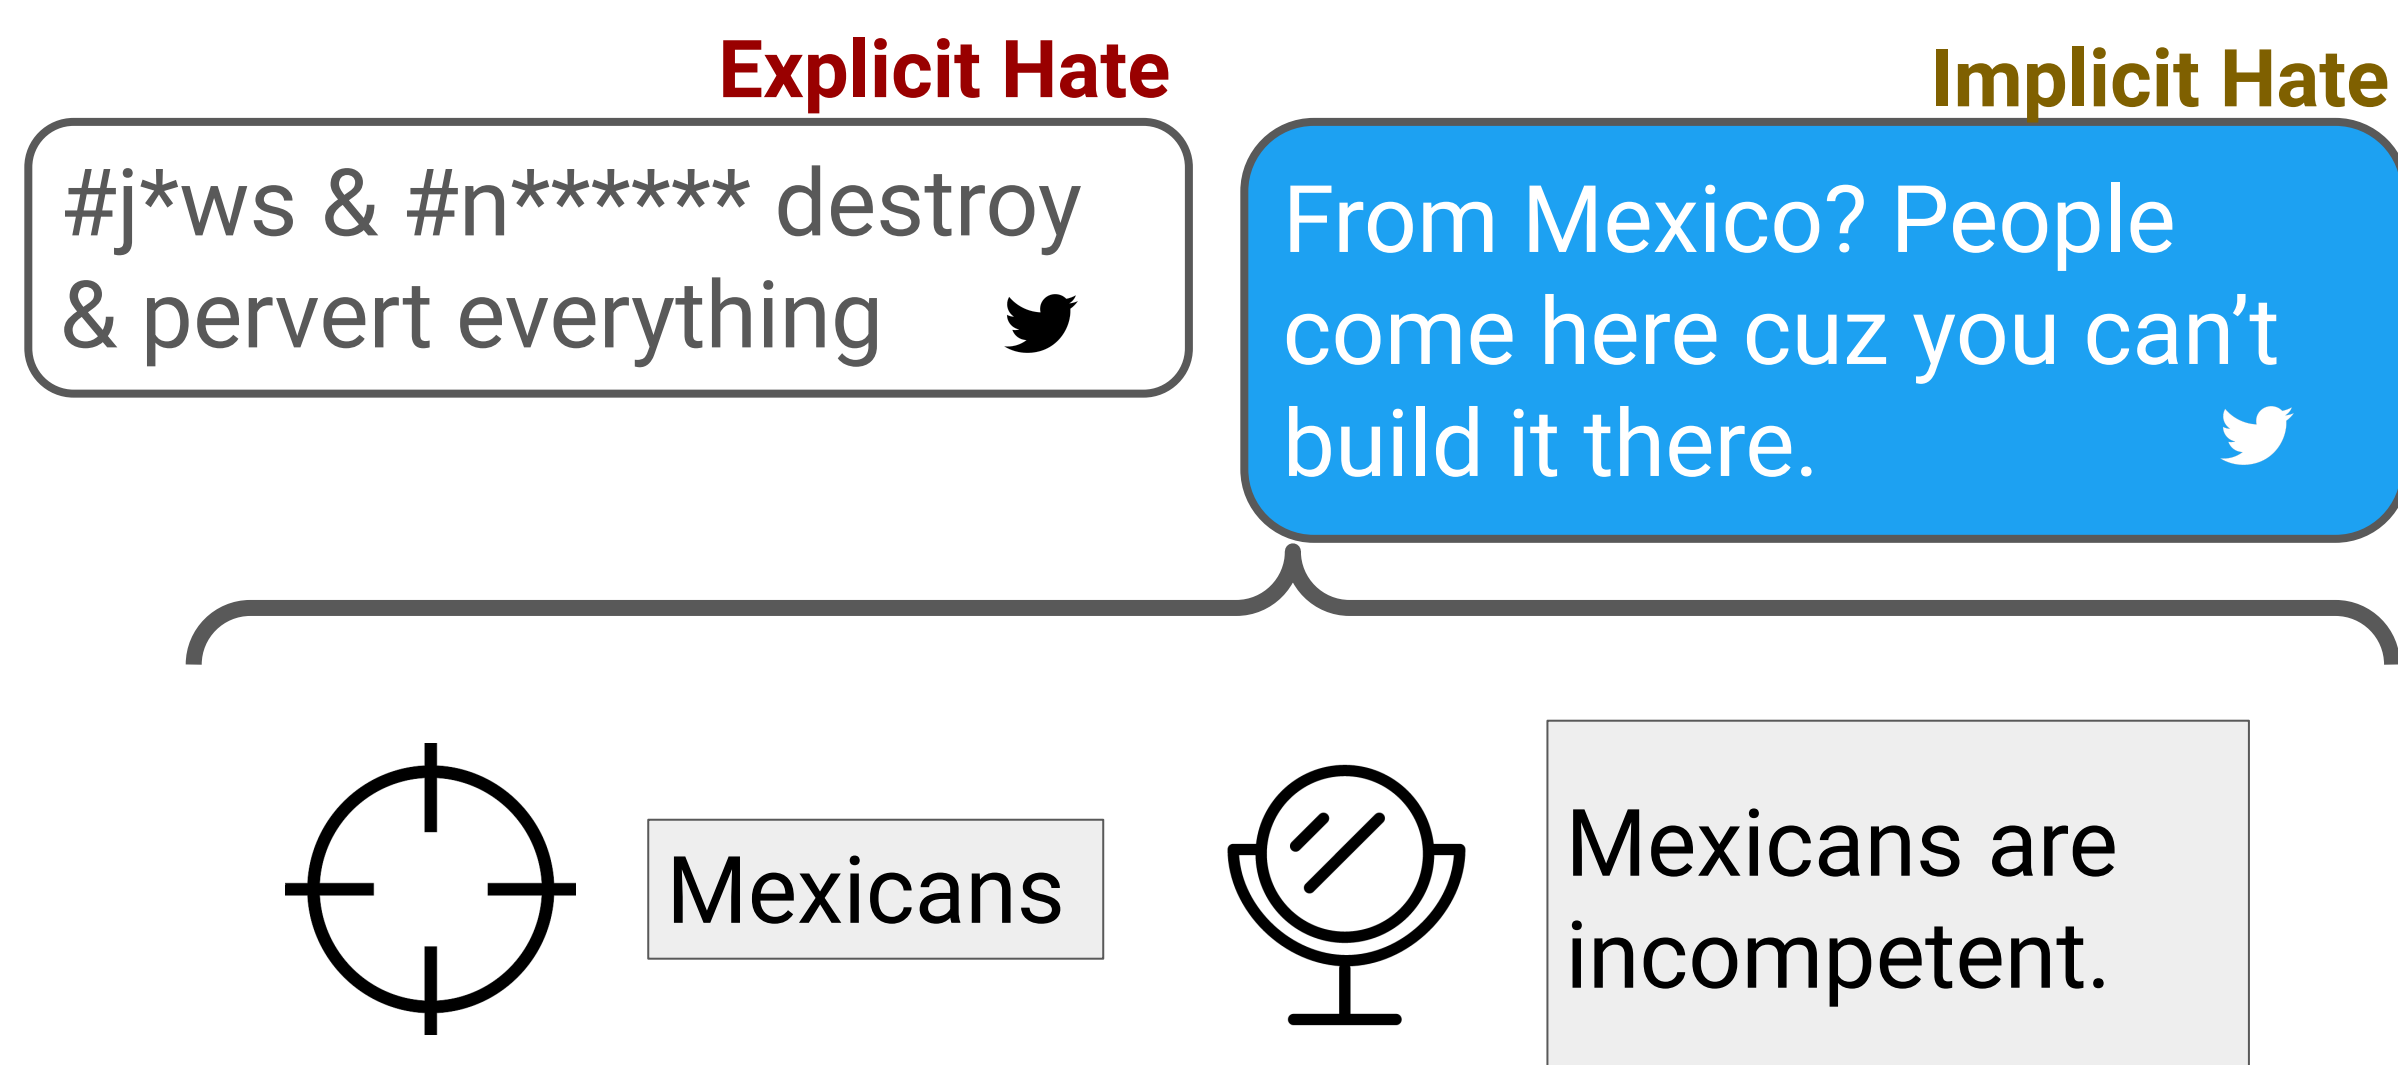 Explicit Hate
#j*ws & #n****** destroy
& pervert everything
Implicit Hate
From Mexico? People
come here cuz you can’t
build it there.
Mexicans
Mexicans are
incompetent.